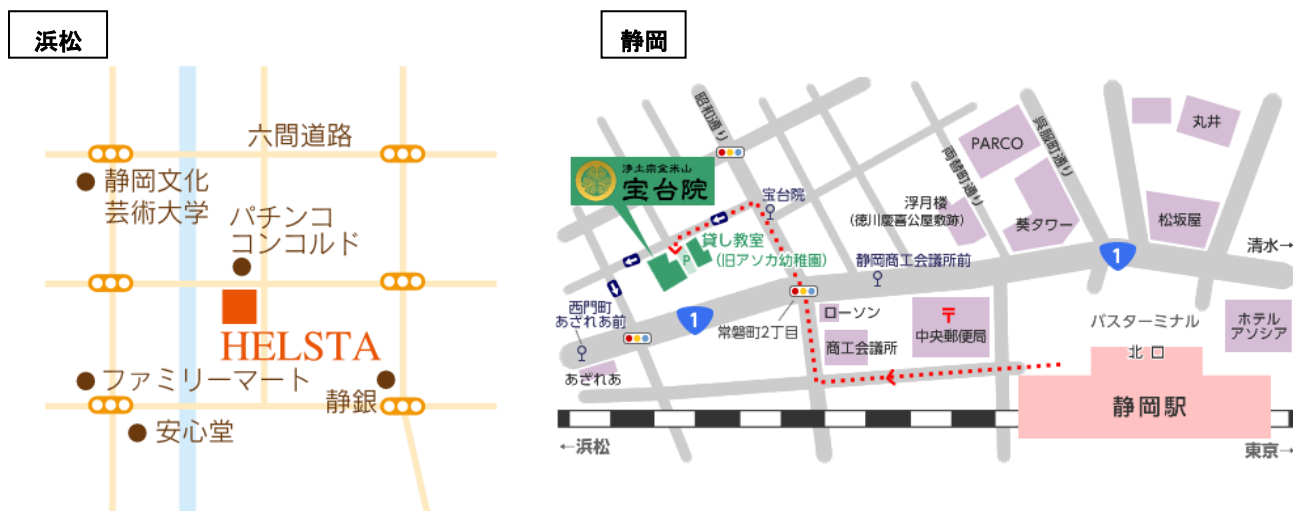 浜松
六間道路
静岡文化
芸術大学
パチンコ
コンコルド
HELSTA
ファミリーマート
静銀
安心堂
静岡
昭和通り
呉服町通り
両替町通り
丸井
PARCO
浄土宗金米山
宝台院
宝台院
浮月楼
(徳川慶喜公屋敷跡)
葵タワー
松坂屋
貸し教室
(旧アソカ幼稚園)
P
静岡商工会議所前
清水→
1
1
西門町
あざれあ前
常磐町2丁目
ローソン
商工会議所
〒
中央郵便局
バスターミナル
北口
ホテル
アソシア
あざれあ
静岡駅
←浜松
東京→